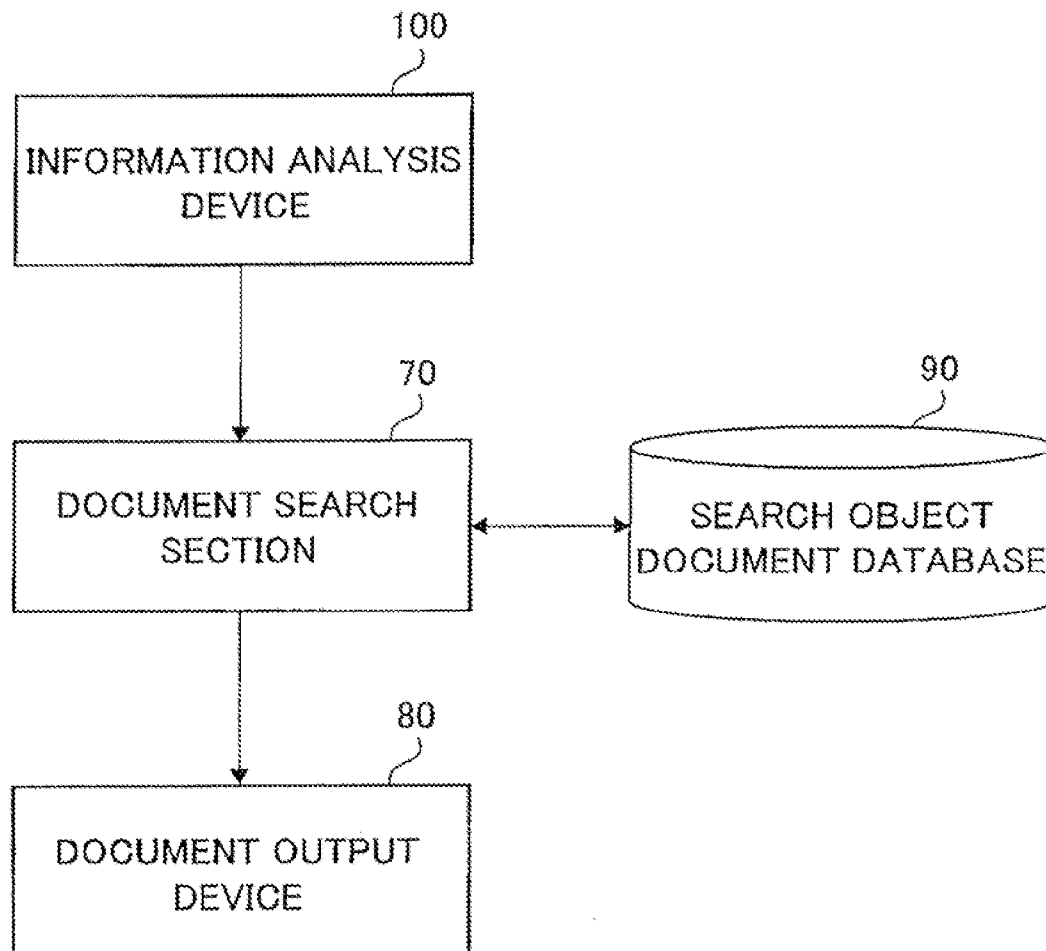 100
INFORMATION ANALYSIS
DEVICE
70
DOCUMENT SEARCH
SECTION
90
SEARCH OBJECT
DOCUMENT DATABASE
80
DOCUMENT OUTPUT
DEVICE